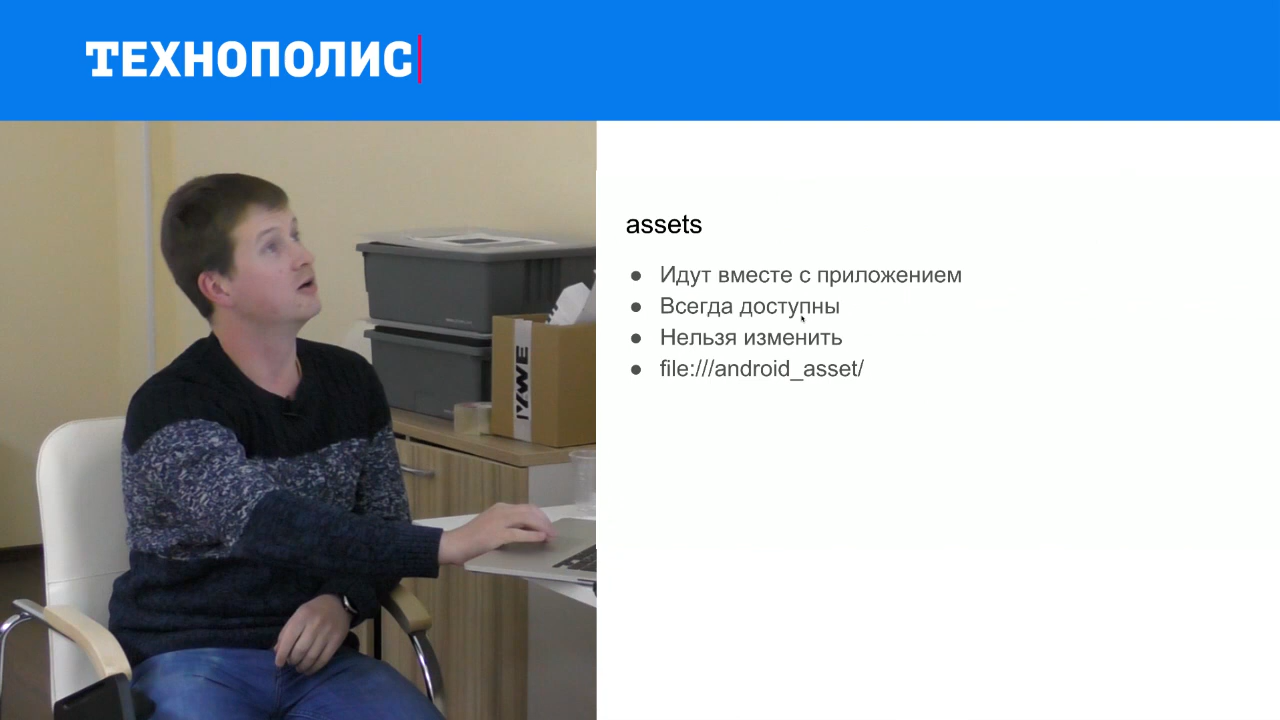 ТЕХНОПОЛИС
assets
● Идут вместе с приложением
● Всегда доступны
● Нельзя изменить
● file:///android_asset/